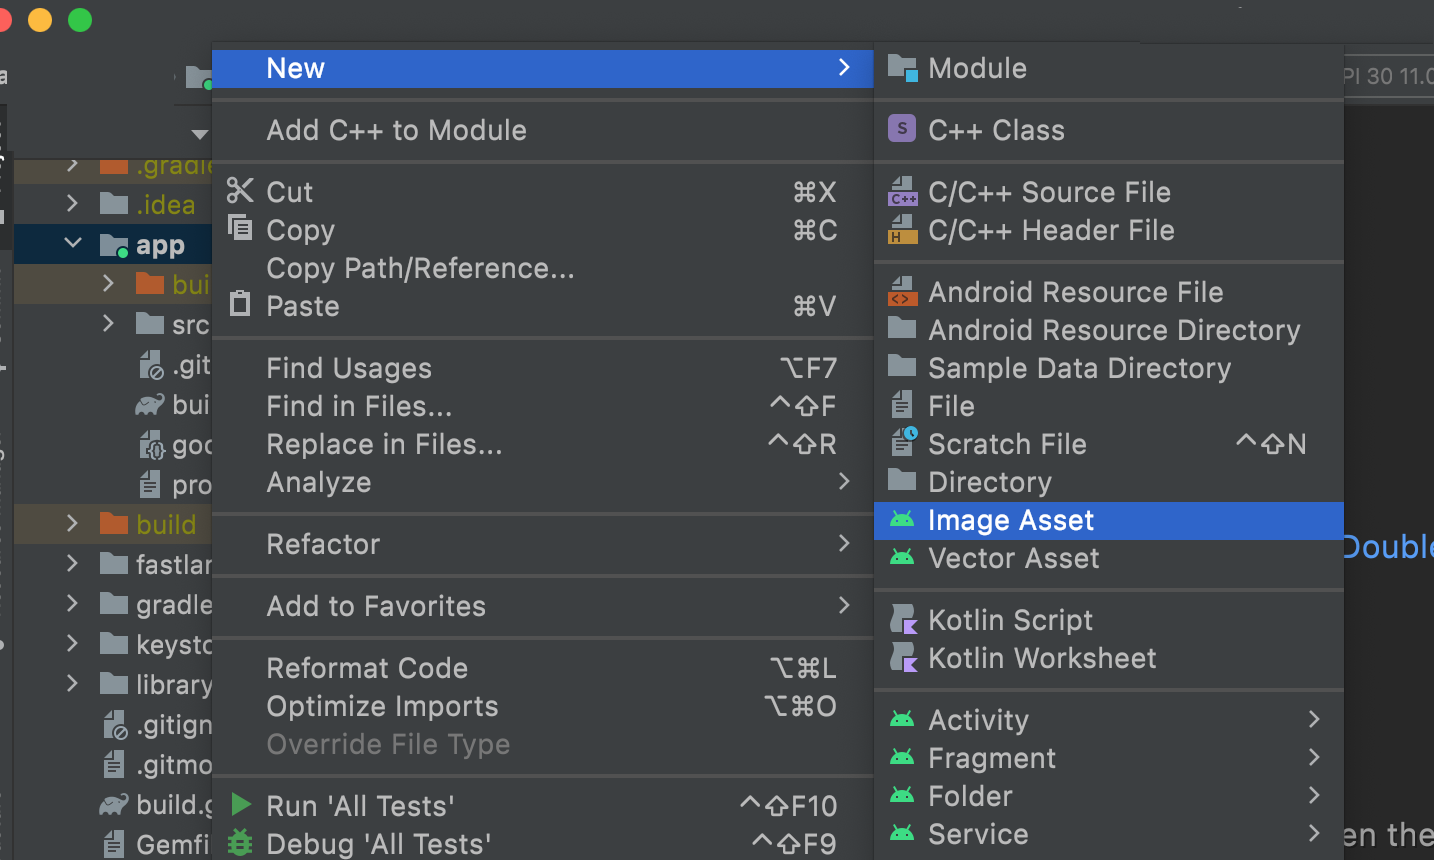 New
Add C++ to Module
Cut ⌘X
Copy ⌘C
Copy Path/Reference...
Paste ⌘V
Find Usages ⌥F7
Find in Files... ⌃⇧F
Replace in Files... ⌃⇧R
Analyze
Refactor
Add to Favorites
Reformat Code ⌥⌘L
Optimize Imports ⌥⌘O
Override File Type
Run 'All Tests' ⌃⇧F10
Debug 'All Tests' ⌃⇧F9
Module
S C++ Class
C++ C/C++ Source File
H C/C++ Header File
Android Resource File
Android Resource Directory
Sample Data Directory
File
Scratch File ⌃⇧N
Directory
Image Asset
Vector Asset
Kotlin Script
Kotlin Worksheet
Activity
Fragment
Folder
Service
.gradle
.idea
app
bui
src
.git
bui
goo
pro
build
fastlan
gradle
keysto
library
.gitign
.gitmo
build.g
Gemfi
PI 30 11.0
Double
en the